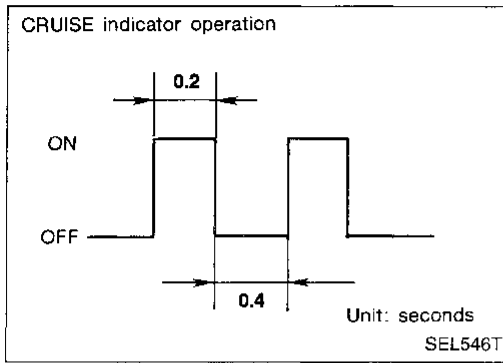 CRUISE indicator operation
0.2
ON
OFF
0.4
Unit: seconds
SEL546T